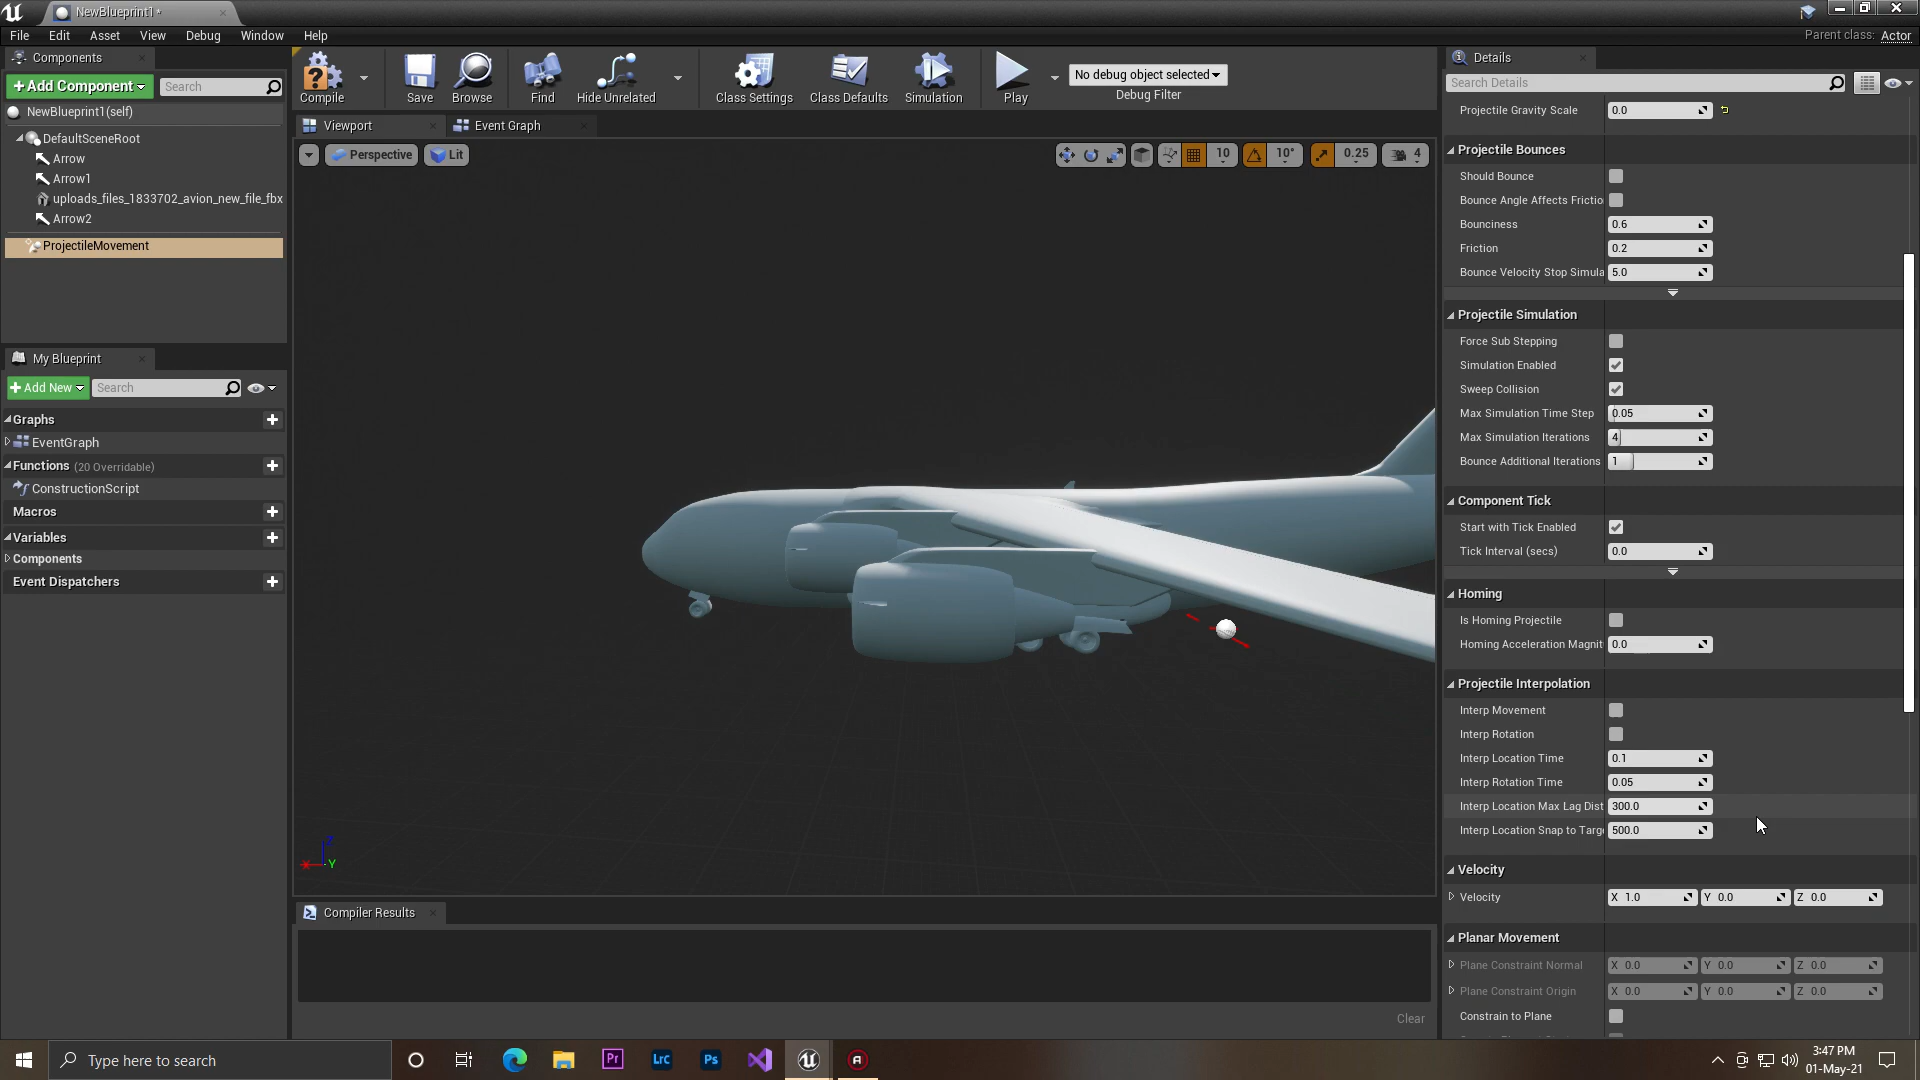 NewBlueprint1*
File Edit Asset View Debug Window Help
Parent class: Actor
Components
+Add Component
Search
NewBlueprint1(self)
DefaultSceneRoot
Arrow
Arrow1
uploads_files_1833702_avion_new_file_fbx
Arrow2
ProjectileMovement
My Blueprint
+Add New
Search
Graphs
EventGraph
Functions (20 Overridable)
ConstructionScript
Macros
Variables
Components
Event Dispatchers
Compile
Save
Browse
Find
Hide Unrelated
Class Settings
Class Defaults
Simulation
Play
No debug object selected
Debug Filter
Viewport
Event Graph
Perspective
Lit
10
10°
0.25
4
X
Y
Z
Compiler Results
Clear
Details
Search Details
Projectile Gravity Scale 0.0
Projectile Bounces
Should Bounce
Bounce Angle Affects Frictio
Bounciness 0.6
Friction 0.2
Bounce Velocity Stop Simula 5.0
Projectile Simulation
Force Sub Stepping
Simulation Enabled
Sweep Collision
Max Simulation Time Step 0.05
Max Simulation Iterations 4
Bounce Additional Iterations 1
Component Tick
Start with Tick Enabled
Tick Interval (secs) 0.0
Homing
Is Homing Projectile
Homing Acceleration Magnit 0.0
Projectile Interpolation
Interp Movement
Interp Rotation
Interp Location Time 0.1
Interp Rotation Time 0.05
Interp Location Max Lag Dist 300.0
Interp Location Snap to Targ 500.0
Velocity
Velocity X 1.0 Y 0.0 Z 0.0
Planar Movement
Plane Constraint Normal X 0.0 Y 0.0 Z 0.0
Plane Constraint Origin X 0.0 Y 0.0 Z 0.0
Constrain to Plane
Type here to search
Pr
Lrc
Ps
3:47 PM
01-May-21